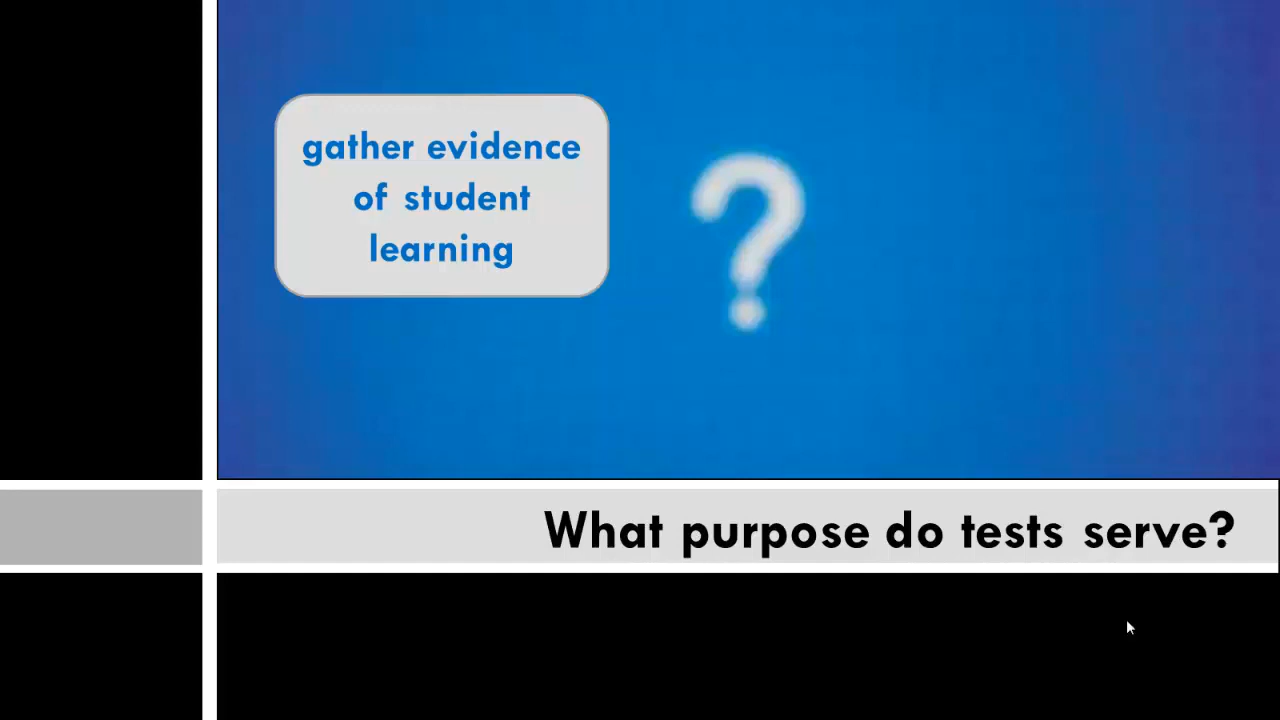 gather evidence
of student
learning
?
What purpose do tests serve?